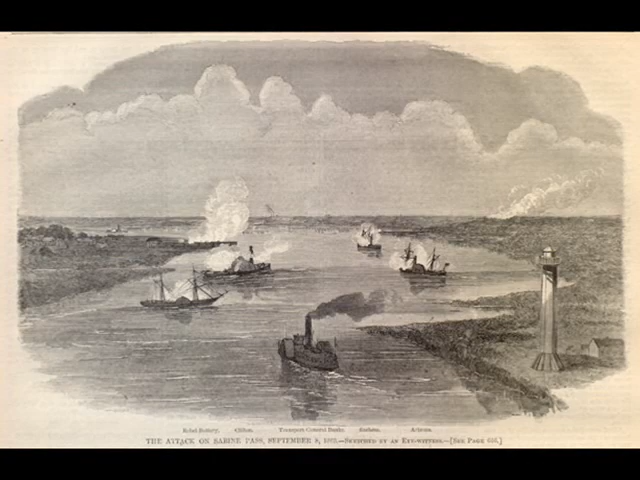 Rebel Battery. Clifton. Transport General Banks. Sachem. Arizona.
THE ATTACK ON SABINE PASS, SEPTEMBER 8, 1863.—SKETCHED BY AN EYE-WITNESS.—[SEE PAGE